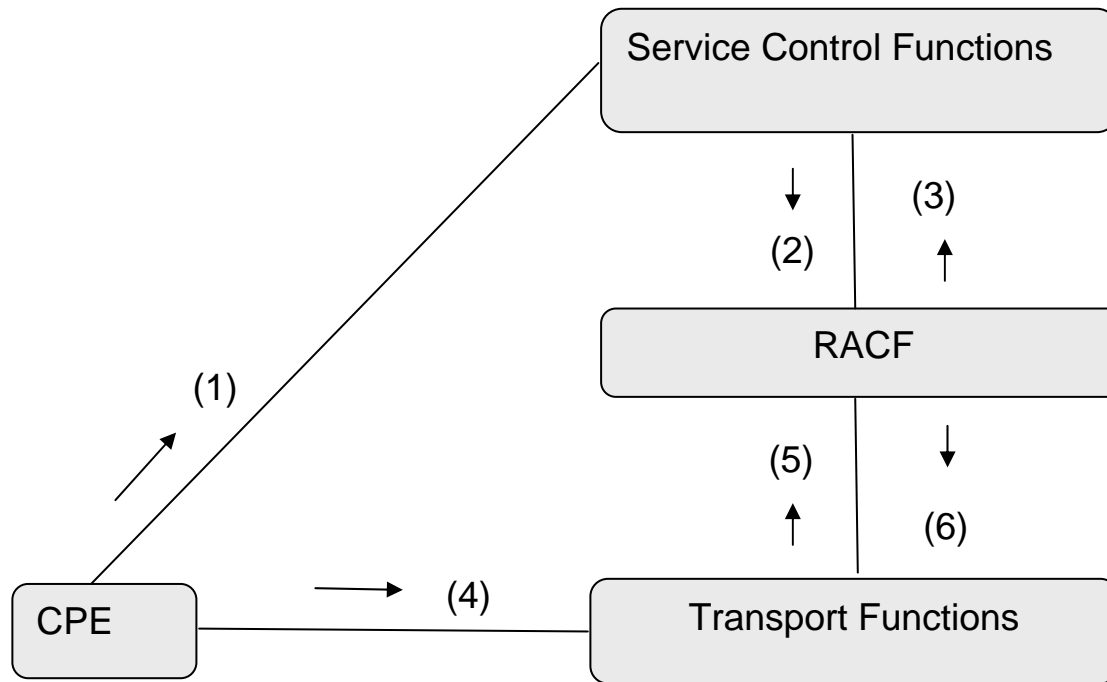 Service Control Functions
(3)
(2)
RACF
(1)
(5)
(6)
(4)
CPE
Transport Functions